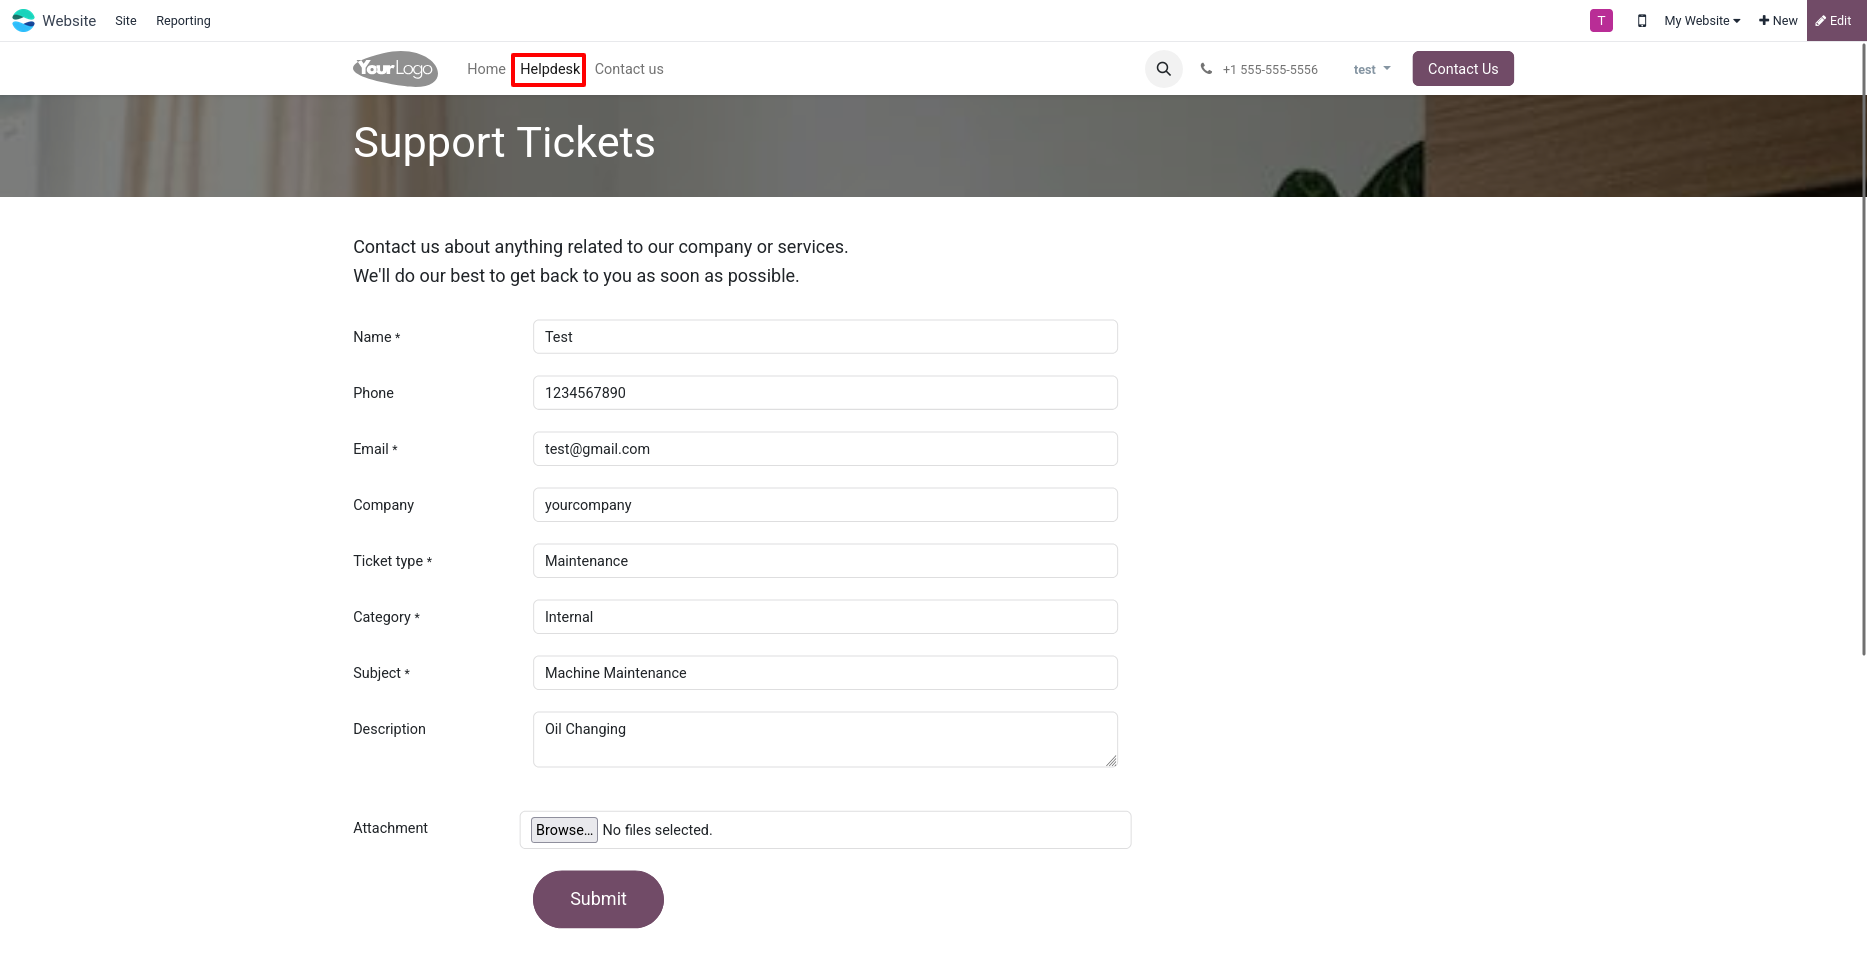 Website Site Reporting T My Website New Edit
YourLogo Home Helpdesk Contact us +1 555-555-5556 test Contact Us
Support Tickets
Contact us about anything related to our company or services.
We'll do our best to get back to you as soon as possible.
Name * Test
Phone 1234567890
Email * test@gmail.com
Company yourcompany
Ticket type * Maintenance
Category * Internal
Subject * Machine Maintenance
Description Oil Changing
Attachment Browse... No files selected.
Submit